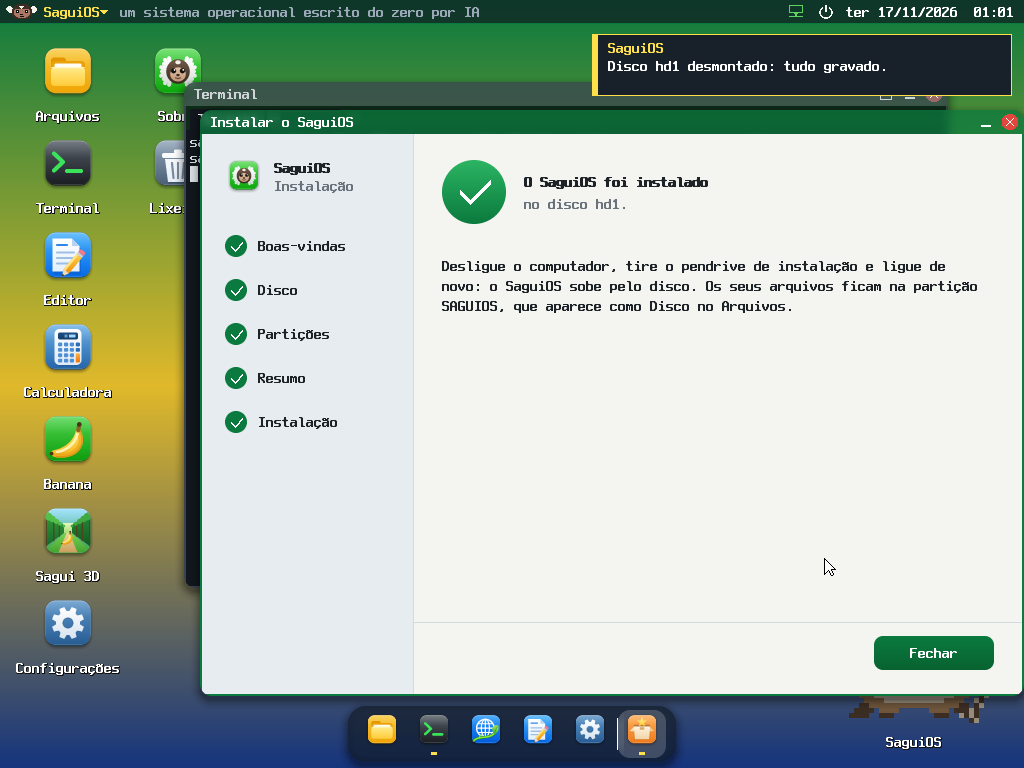 SaguiOS um sistema operacional escrito do zero por IA
ter 17/11/2026 01:01
SaguiOS
Disco hd1 desmontado: tudo gravado.
Arquivos
Terminal
Editor
Calculadora
Banana
Sagui 3D
Configurações
Terminal
Instalar o SaguiOS
SaguiOS
Instalação
Boas-vindas
Disco
Partições
Resumo
Instalação
O SaguiOS foi instalado
no disco hd1.
Desligue o computador, tire o pendrive de instalação e ligue de
novo: o SaguiOS sobe pelo disco. Os seus arquivos ficam na partição
SAGUIOS, que aparece como Disco no Arquivos.
Fechar
SaguiOS